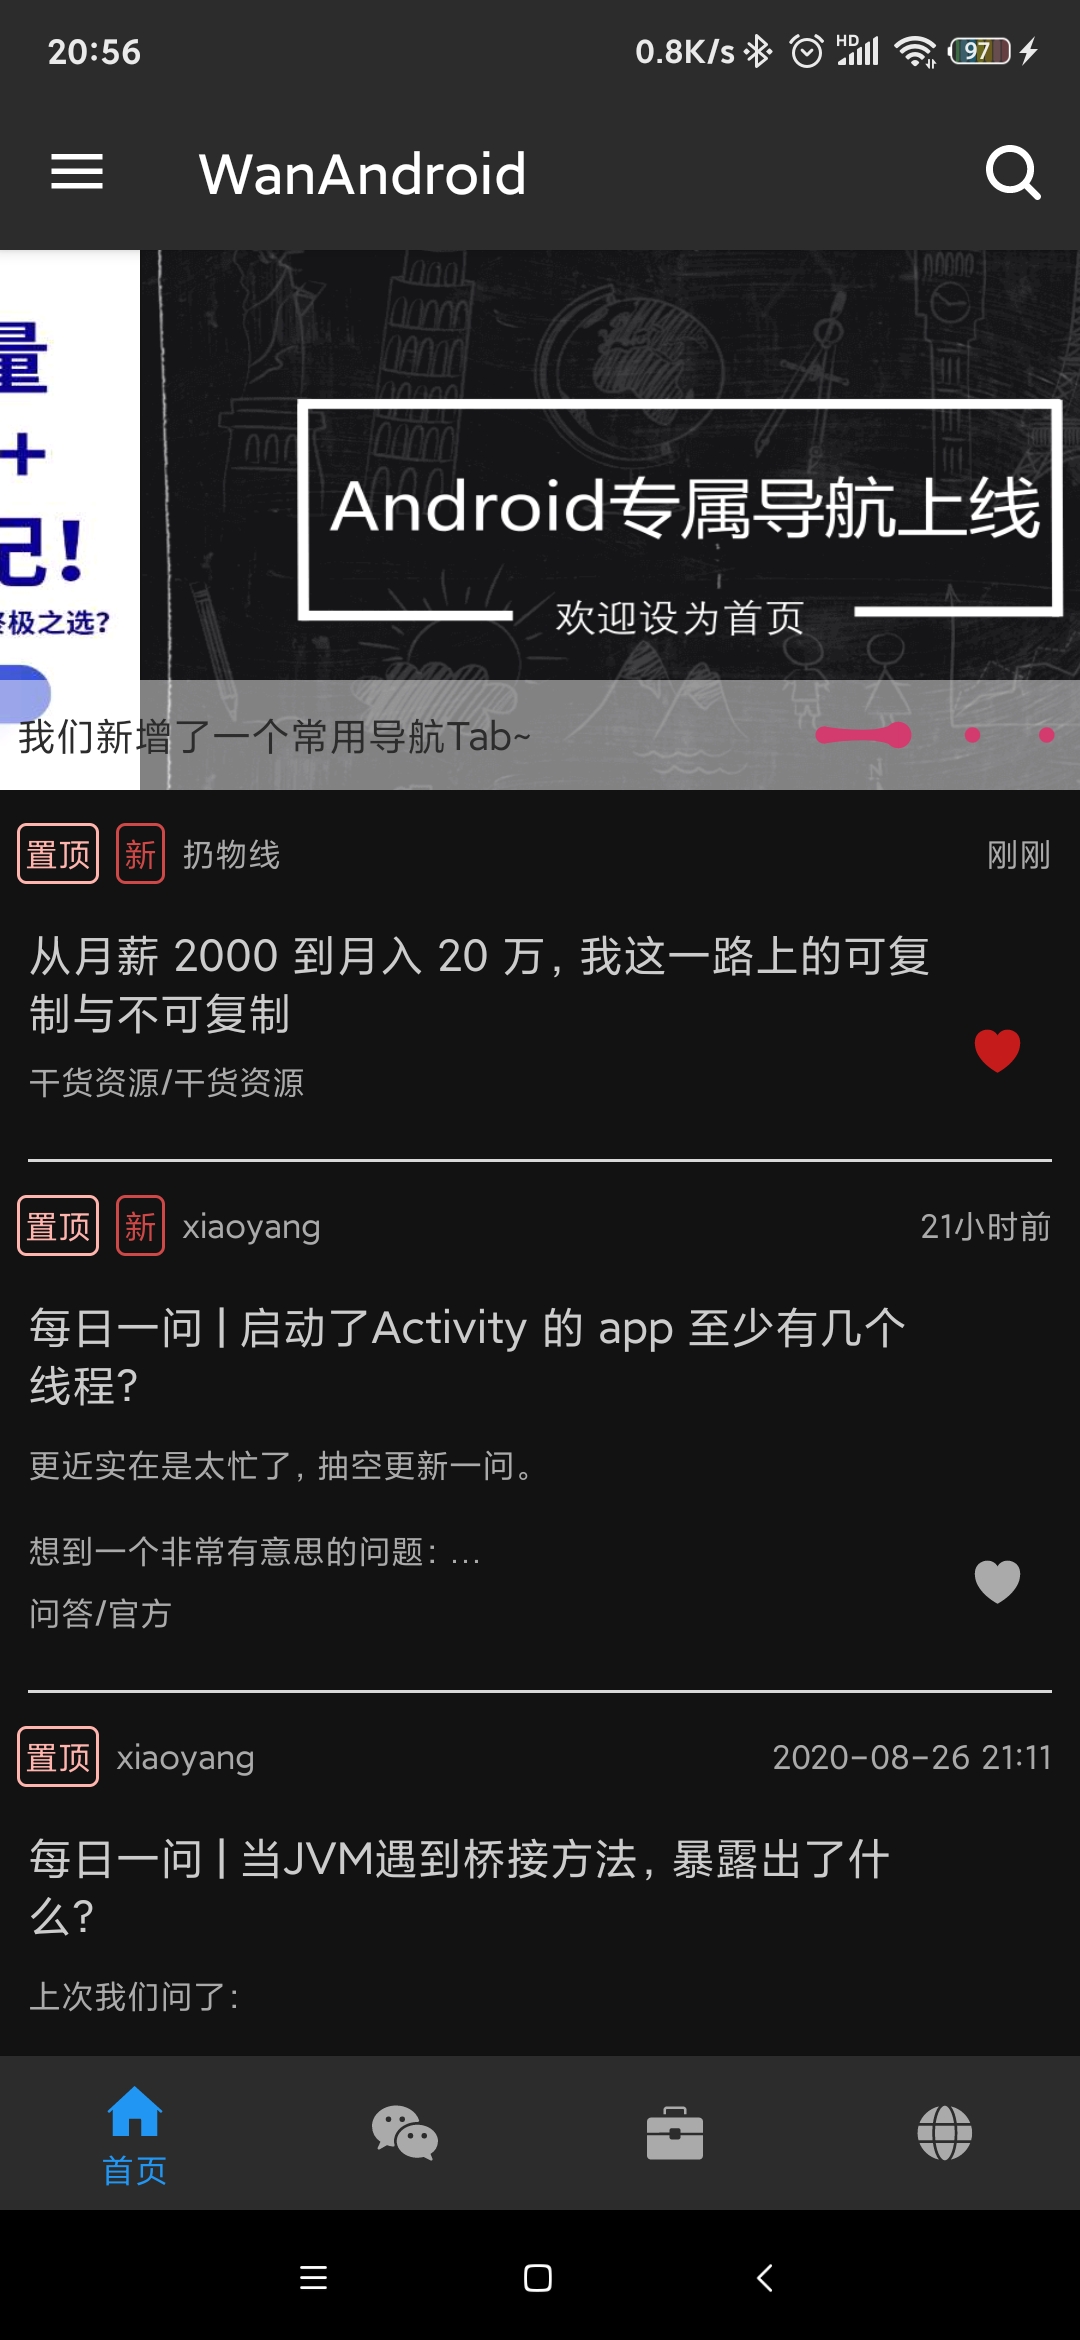 20:56
0.8K/s
HD
97
WanAndroid
量
+
记!
终极之选?
Android专属导航上线
欢迎设为首页
我们新增了一个常用导航Tab~
置顶 新 扔物线 刚刚
从月薪 2000 到月入 20 万，我这一路上的可复
制与不可复制
干货资源/干货资源
置顶 新 xiaoyang 21小时前
每日一问 | 启动了Activity 的 app 至少有几个
线程?
更近实在是太忙了，抽空更新一问。
想到一个非常有意思的问题：...
问答/官方
置顶 xiaoyang 2020-08-26 21:11
每日一问 | 当JVM遇到桥接方法，暴露出了什
么?
上次我们问了：
首页